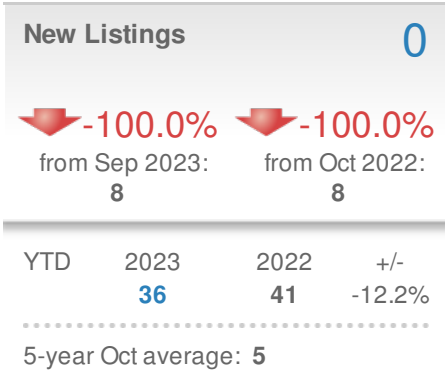 New Listings 0
-100.0% -100.0%
from Sep 2023: from Oct 2022:
8 8
YTD 2023 2022 +/-
36 41 -12.2%
5-year Oct average: 5